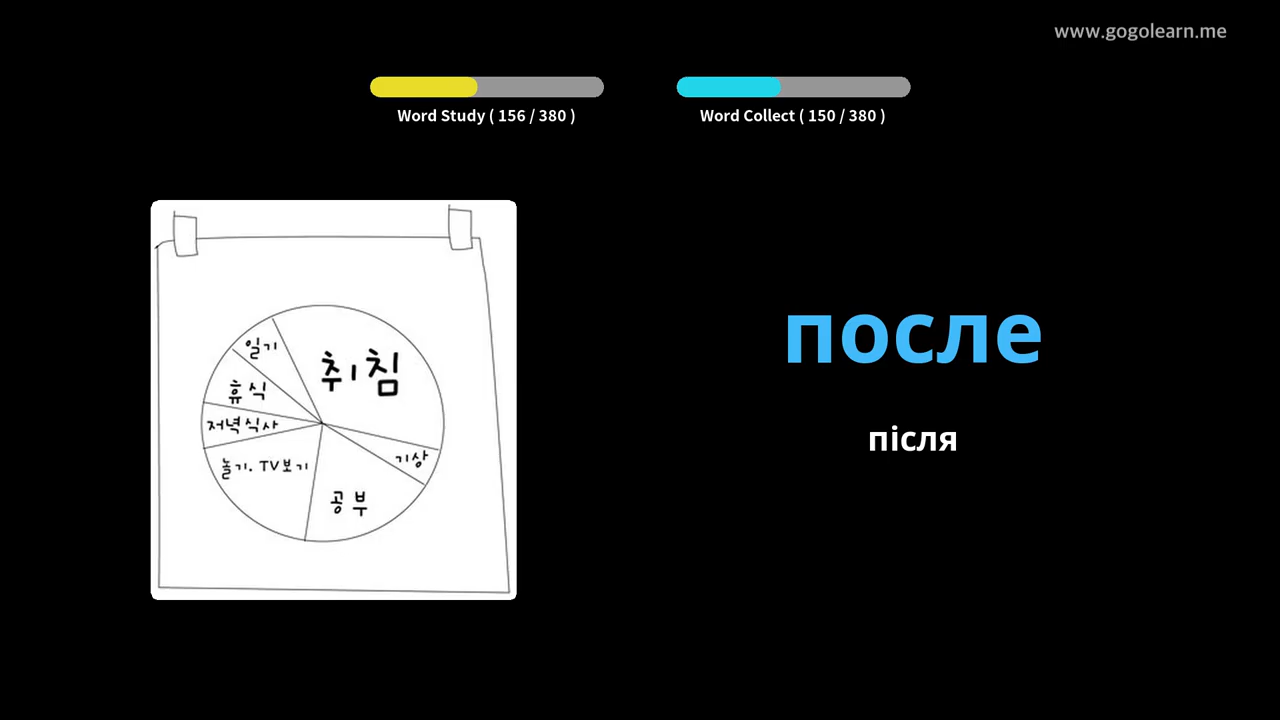 www.gogolearn.me
Word Study ( 156 / 380 )
Word Collect ( 150 / 380 )
일기
취침
휴식
저녁식사
놀기. TV보기
기상
공부
после
після